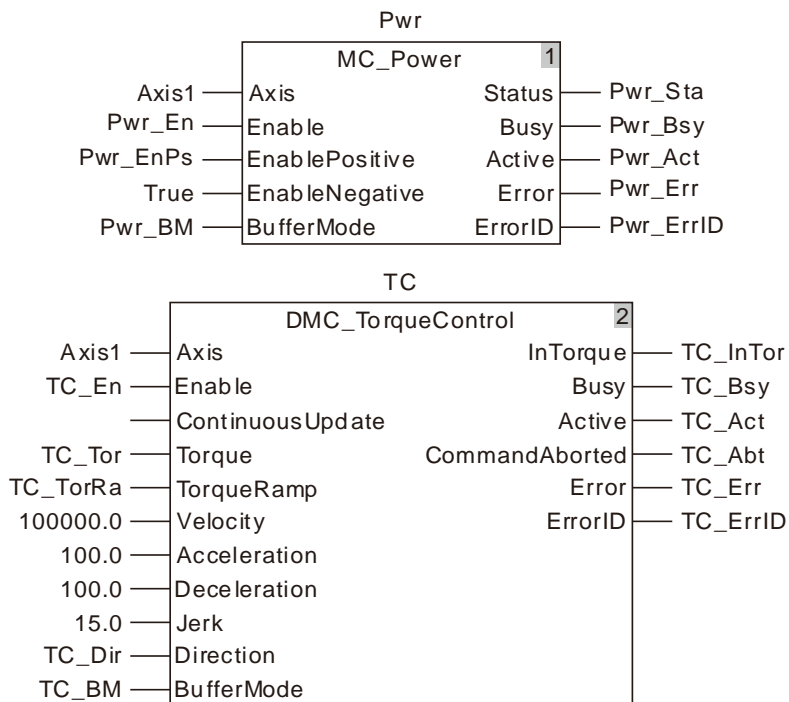 Pwr
MC_Power 1
Axis1 Axis Status Pwr_Sta
Pwr_En Enable Busy Pwr_Bsy
Pwr_EnPs EnablePositive Active Pwr_Act
True EnableNegative Error Pwr_Err
Pwr_BM BufferMode ErrorID Pwr_ErrID
TC
DMC_TorqueControl 2
Axis1 Axis InTorque TC_InTor
TC_En Enable Busy TC_Bsy
ContinuousUpdate Active TC_Act
TC_Tor Torque CommandAborted TC_Abt
TC_TorRa TorqueRamp Error TC_Err
100000.0 Velocity ErrorID TC_ErrID
100.0 Acceleration
100.0 Deceleration
15.0 Jerk
TC_Dir Direction
TC_BM BufferMode